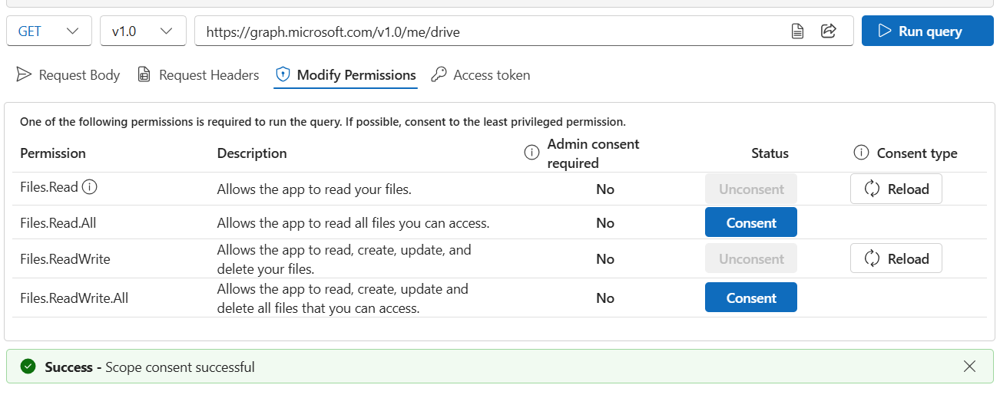 GET v1.0 https://graph.microsoft.com/v1.0/me/drive Run query
Request Body Request Headers Modify Permissions Access token
One of the following permissions is required to run the query. If possible, consent to the least privileged permission.
Permission Description Admin consent required Status Consent type
Files.Read Allows the app to read your files. No Unconsent Reload
Files.Read.All Allows the app to read all files you can access. No Consent
Files.ReadWrite Allows the app to read, create, update, and
delete your files. No Unconsent Reload
Files.ReadWrite.All Allows the app to read, create, update and
delete all files that you can access. No Consent
Success - Scope consent successful